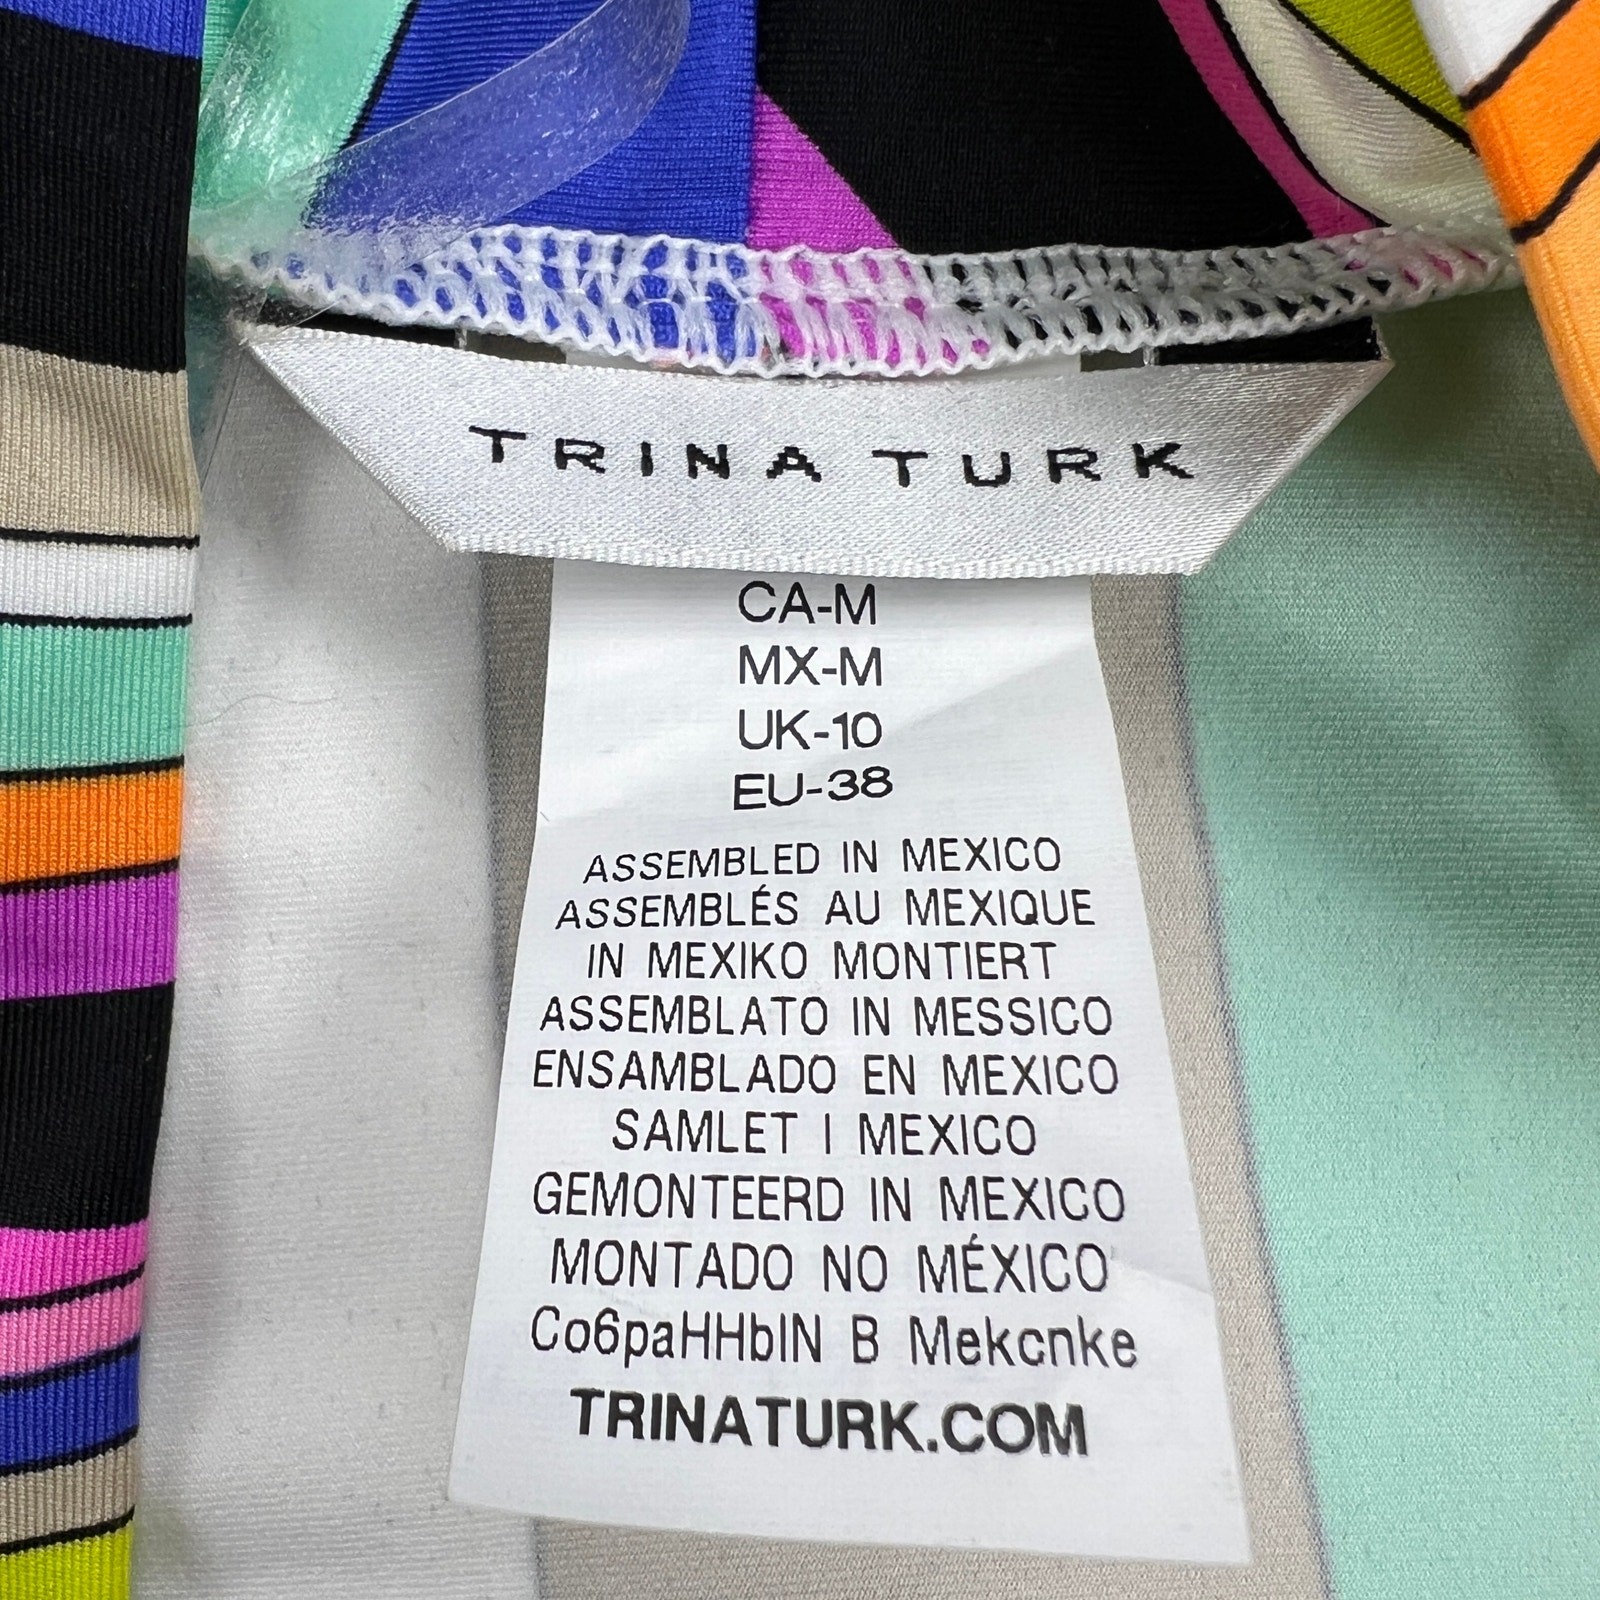 TRINA TURK
CA-M
MX-M
UK-10
EU-38
ASSEMBLED IN MEXICO
ASSEMBLÉS AU MEXIQUE
IN MEXIKO MONTIERT
ASSEMBLATO IN MESSICO
ENSAMBLADO EN MEXICO
SAMLET I MEXICO
GEMONTEERD IN MEXICO
MONTADO NO MÉXICO
Co6paHHbIN B Mekcnke
TRINATURK.COM